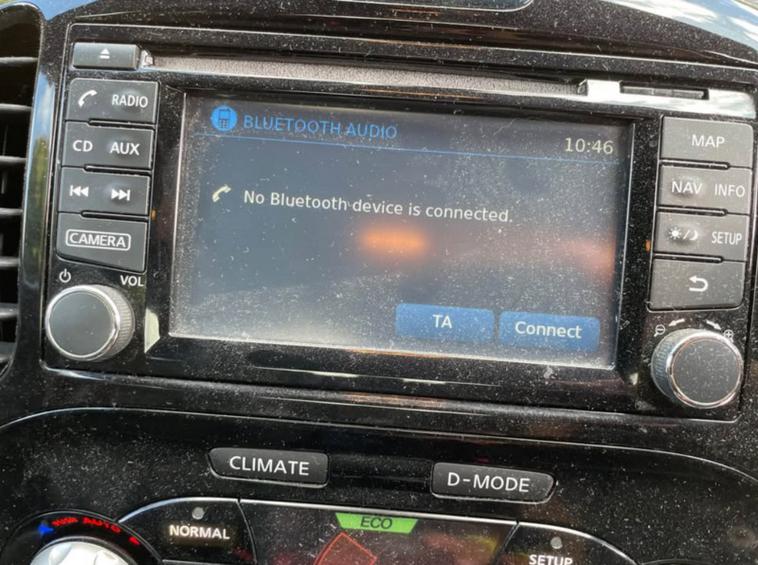 BLUETOOTH AUDIO
10:46
No Bluetooth device is connected.
TA
Connect
RADIO
CD AUX
CAMERA
VOL
MAP
NAV INFO
SETUP
CLIMATE
D-MODE
NORMAL
ECO
SETUP
AUTO